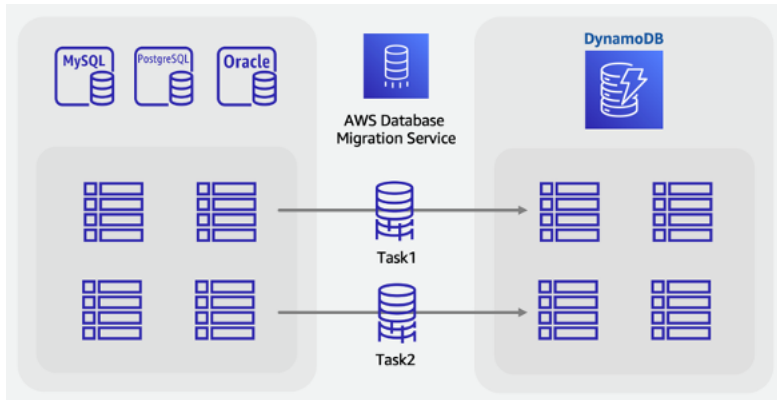 MySQL
PostgreSQL
Oracle
AWS Database
Migration Service
DynamoDB
Task1
Task2